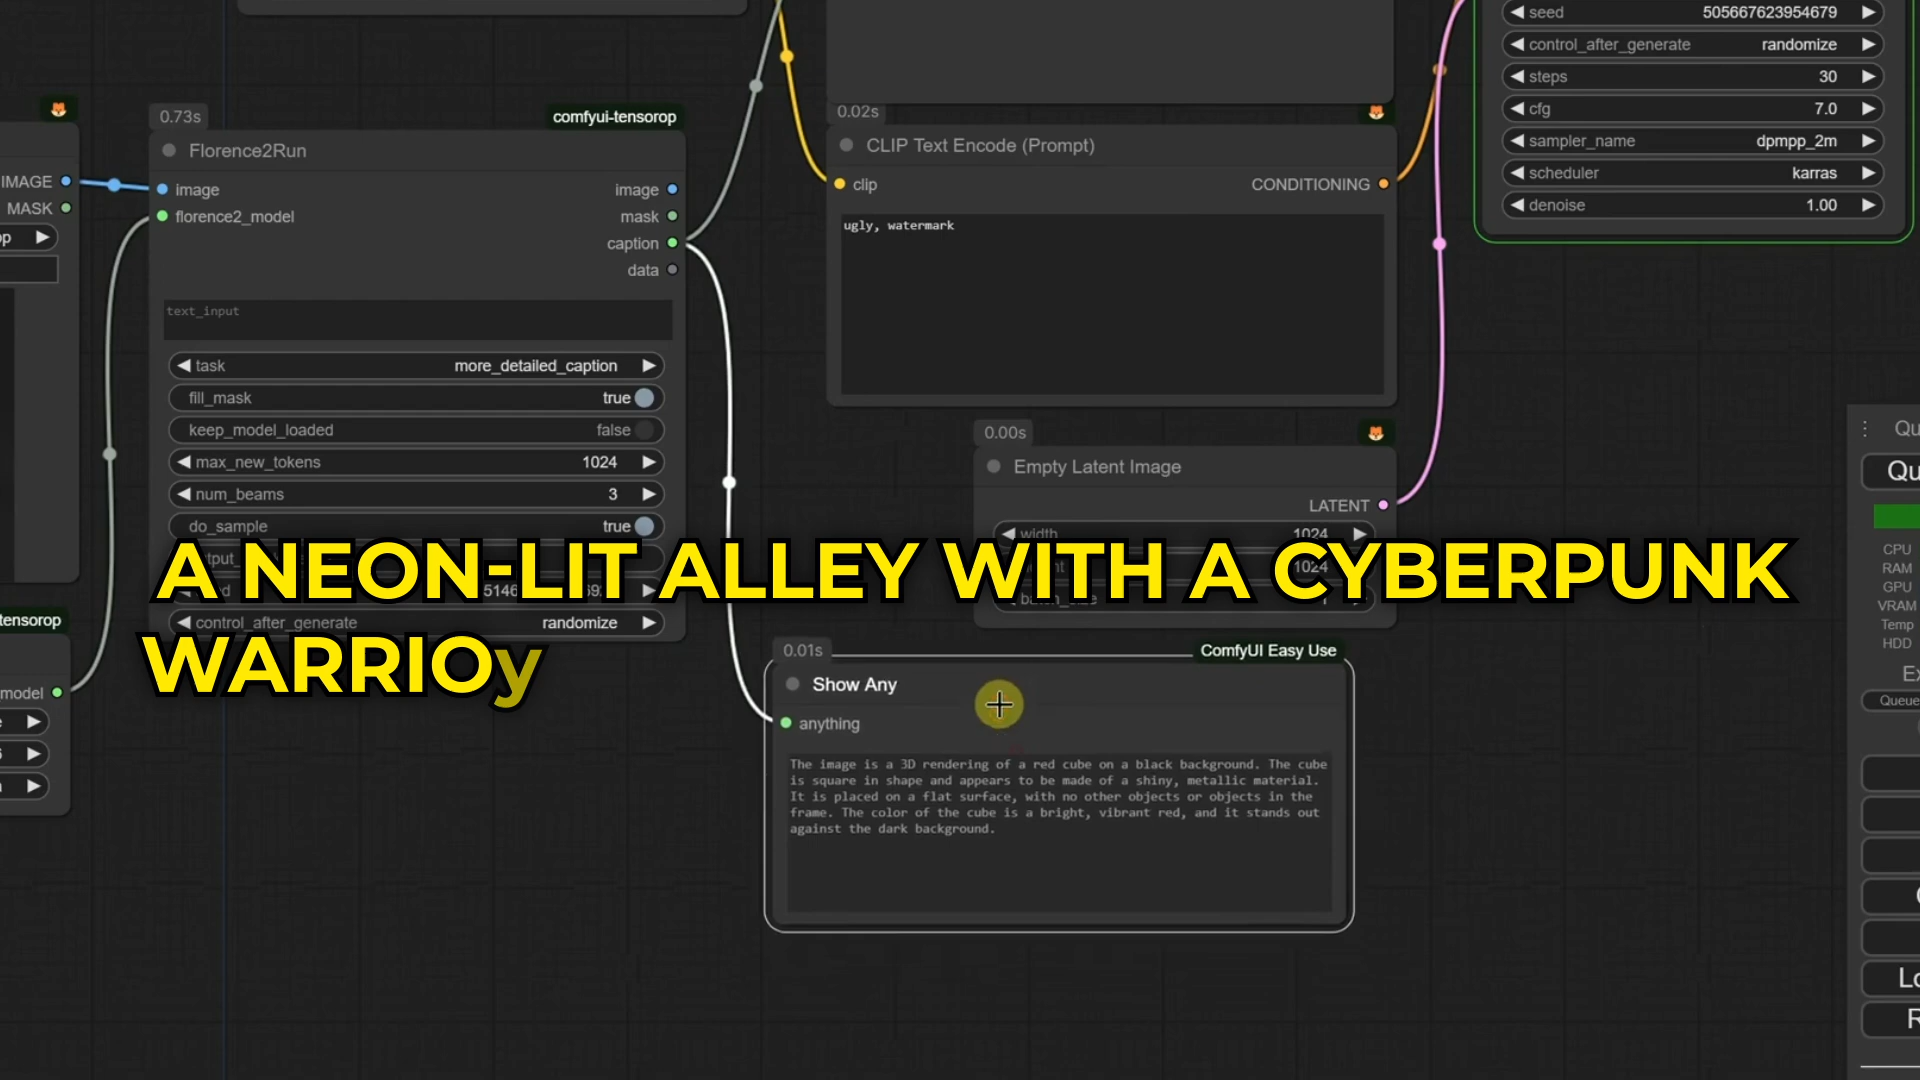 seed 505667623954679
control_after_generate randomize
steps 30
cfg 7.0
sampler_name dpmpp_2m
scheduler karras
denoise 1.00
0.73s comfyui-tensorop
Florence2Run
IMAGE
MASK
image image
florence2_model mask
caption
data
text_input
task more_detailed_caption
fill_mask true
keep_model_loaded false
max_new_tokens 1024
num_beams 3
do_sample true
control_after_generate randomize
0.02s
CLIP Text Encode (Prompt)
clip CONDITIONING
ugly, watermark
0.00s
Empty Latent Image
LATENT
width 1024
1024
batch_size
A NEON-LIT ALLEY WITH A CYBERPUNK
WARRIOy
tensorop
model
0.01s ComfyUI Easy Use
Show Any
anything
The image is a 3D rendering of a red cube on a black background. The cube
is square in shape and appears to be made of a shiny, metallic material.
It is placed on a flat surface, with no other objects or objects in the
frame. The color of the cube is a bright, vibrant red, and it stands out
against the dark background.
Qu
Qu
CPU
RAM
GPU
VRAM
Temp
HDD
Ex
Queue
Lo
R